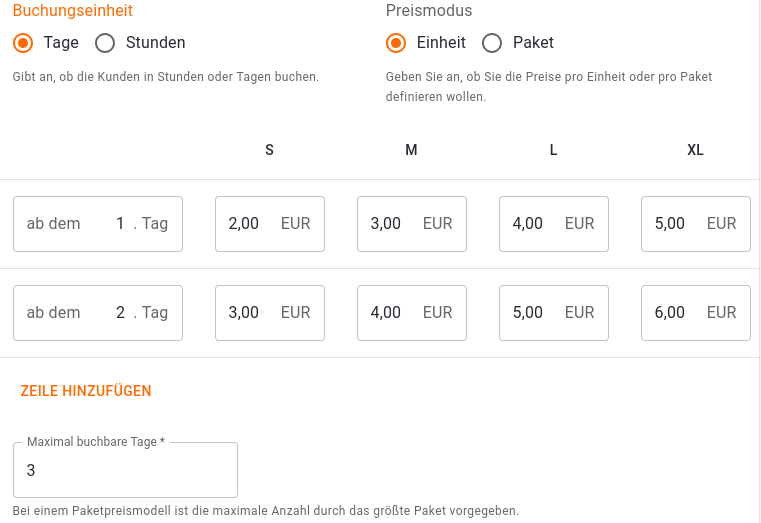 Buchungseinheit
Preismodus
Tage Stunden
Einheit Paket
Gibt an, ob die Kunden in Stunden oder Tagen buchen.
Geben Sie an, ob Sie die Preise pro Einheit oder pro Paket
definieren wollen.
S M L XL
ab dem 1 . Tag 2,00 EUR 3,00 EUR 4,00 EUR 5,00 EUR
ab dem 2 . Tag 3,00 EUR 4,00 EUR 5,00 EUR 6,00 EUR
ZEILE HINZUFÜGEN
Maximal buchbare Tage *
3
Bei einem Paketpreismodell ist die maximale Anzahl durch das größte Paket vorgegeben.